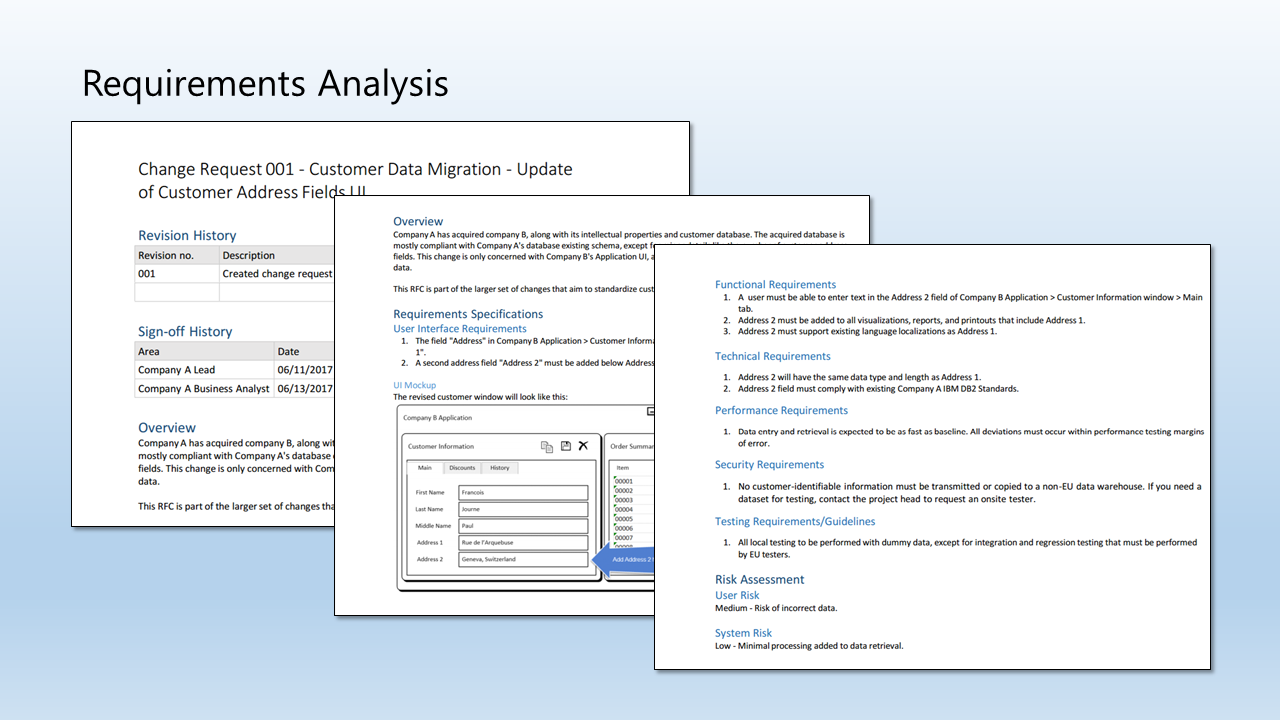 Requirements Analysis
Change Request 001 - Customer Data Migration - Update
of Customer Address Fields UI
Revision History
Revision no. Description
001 Created change request
Sign-off History
Area Date
Company A Lead 06/11/2017
Company A Business Analyst 06/13/2017
Overview
Company A has acquired company B, along wit
mostly compliant with Company A's database
fields. This change is only concerned with Com
data.
This RFC is part of the larger set of changes tha
Overview
Company A has acquired company B, along with its intellectual properties and customer database. The acquired database is
mostly compliant with Company A's database existing schema, except
fields. This change is only concerned with Company B's Application UI, a
data.
This RFC is part of the larger set of changes that aim to standardize cust
Requirements Specifications
User Interface Requirements
1. The field "Address" in Company B Application > Customer Informa
1".
2. A second address field "Address 2" must be added below Address
UI Mockup
The revised customer window will look like this:
Company B Application
Customer Information
Main Discounts History
First Name Francois
Last Name Journe
Middle Name Paul
Address 1 Rue de l'Arquebuse
Address 2 Geneva, Switzerland
Order Summar
Item
00001
00002
00003
00004
00005
00006
00007
Add Address 2
Functional Requirements
1. A user must be able to enter text in the Address 2 field of Company B Application > Customer Information window > Main
tab.
2. Address 2 must be added to all visualizations, reports, and printouts that include Address 1.
3. Address 2 must support existing language localizations as Address 1.
Technical Requirements
1. Address 2 will have the same data type and length as Address 1.
2. Address 2 field must comply with existing Company A IBM DB2 Standards.
Performance Requirements
1. Data entry and retrieval is expected to be as fast as baseline. All deviations must occur within performance testing margins
of error.
Security Requirements
1. No customer-identifiable information must be transmitted or copied to a non-EU data warehouse. If you need a
dataset for testing, contact the project head to request an onsite tester.
Testing Requirements/Guidelines
1. All local testing to be performed with dummy data, except for integration and regression testing that must be performed
by EU testers.
Risk Assessment
User Risk
Medium - Risk of incorrect data.
System Risk
Low - Minimal processing added to data retrieval.